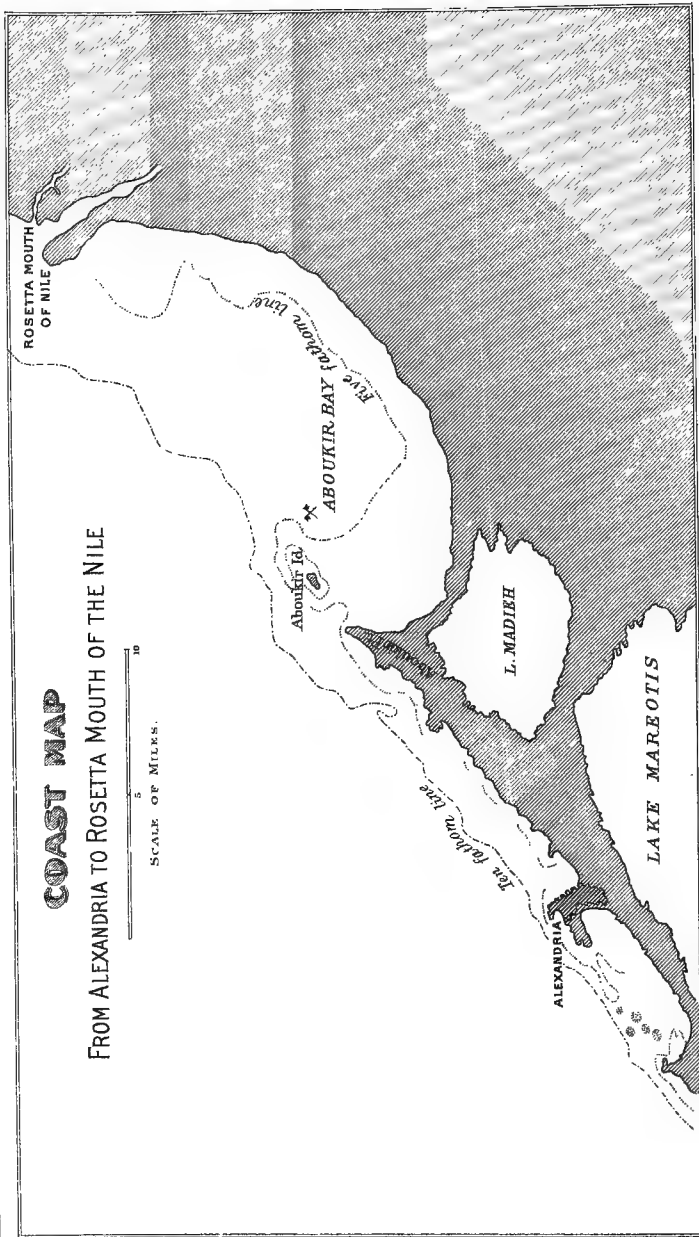 COAST MAP
FROM ALEXANDRIA TO ROSETTA MOUTH OF THE NILE
5
10
SCALE OF MILES.
ROSETTA MOUTH
OF NILE
Five fathom line
ABOUKIR BAY
Aboukir Id.
Aboukir
L. MADIEH
Ten fathom line
ALEXANDRIA
LAKE MAREOTIS